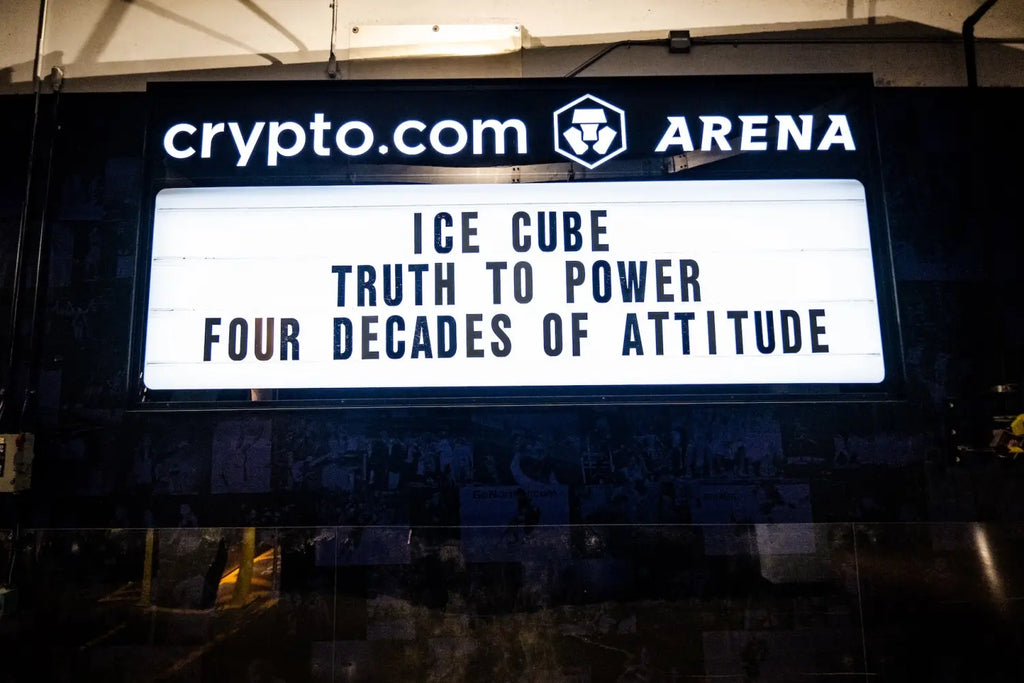 crypto.com ARENA
ICE CUBE
TRUTH TO POWER
FOUR DECADES OF ATTITUDE